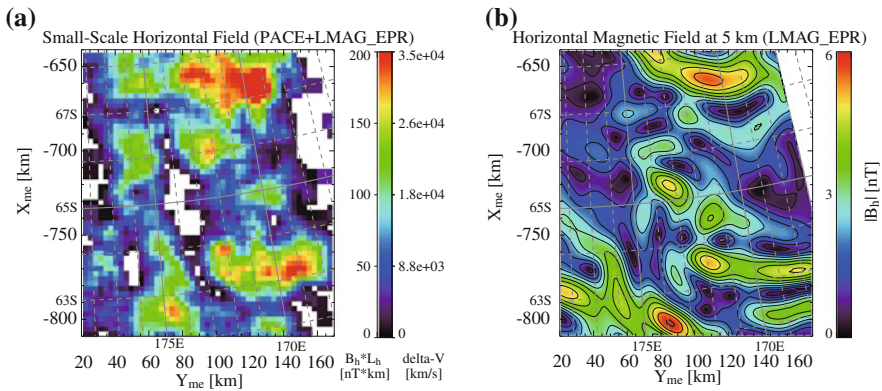 (a)
Small-Scale Horizontal Field (PACE+LMAG_EPR)
-650
67S
-700
65S
-750
63S
-800
X_me [km]
175E
170E
20 40 60 80 100 120 140 160
Y_me [km]
200
150
100
50
0
3.5e+04
2.6e+04
1.8e+04
8.8e+03
0
B_h*L_h
[nT*km]
delta-V
[km/s]
(b)
Horizontal Magnetic Field at 5 km (LMAG_EPR)
-650
67S
-700
65S
-750
63S
-800
X_me [km]
175E
170E
20 40 60 80 100 120 140 160
Y_me [km]
6
3
0
|B_h| [nT]